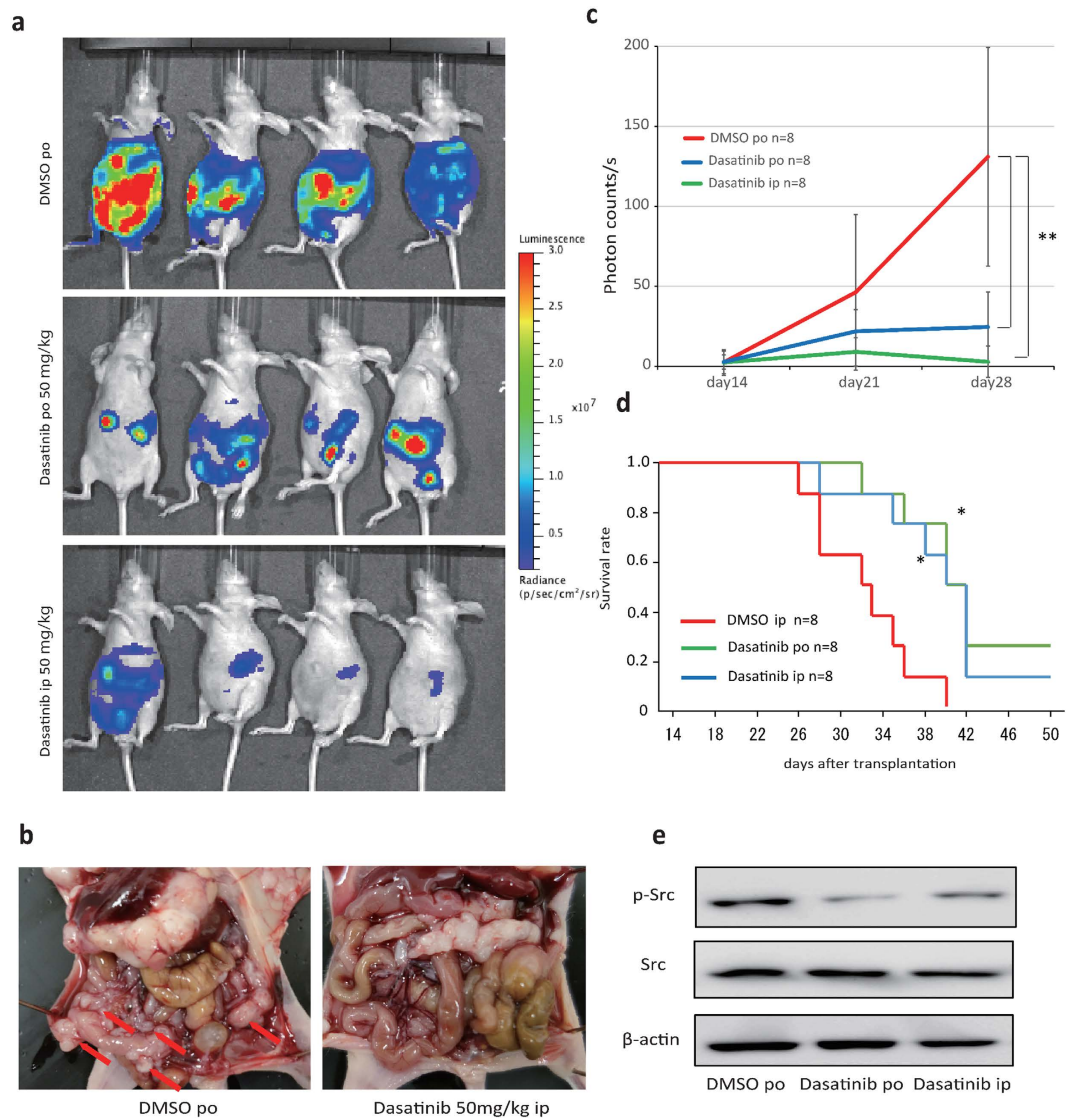 a
DMSO po
Dasatinib po 50 mg/kg
Dasatinib ip 50 mg/kg
Luminescence
3.0
2.5
2.0
x10⁷
1.5
1.0
0.5
Radiance
(p/sec/cm²/sr)
c
Photon counts/s
200
150
100
50
0
DMSO po n=8
Dasatinib po n=8
Dasatinib ip n=8
**
day14
day21
day28
d
Survival rate
1.0
0.8
0.6
0.4
0.2
0
*
*
DMSO ip n=8
Dasatinib po n=8
Dasatinib ip n=8
14 18 22 26 30 34 38 42 46 50
days after transplantation
b
DMSO po
Dasatinib 50mg/kg ip
e
p-Src
Src
β-actin
DMSO po
Dasatinib po
Dasatinib ip